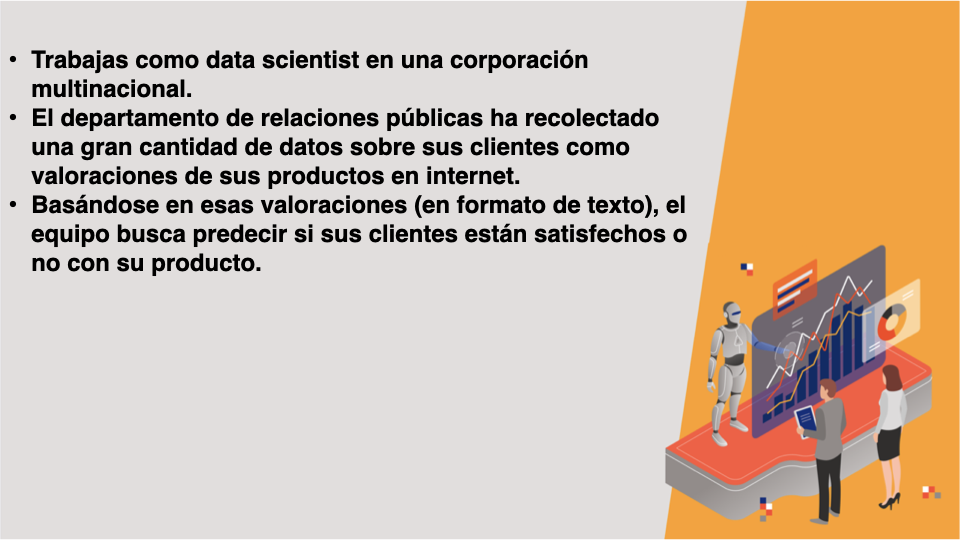 • Trabajas como data scientist en una corporación
multinacional.
• El departamento de relaciones públicas ha recolectado
una gran cantidad de datos sobre sus clientes como
valoraciones de sus productos en internet.
• Basándose en esas valoraciones (en formato de texto), el
equipo busca predecir si sus clientes están satisfechos o
no con su producto.